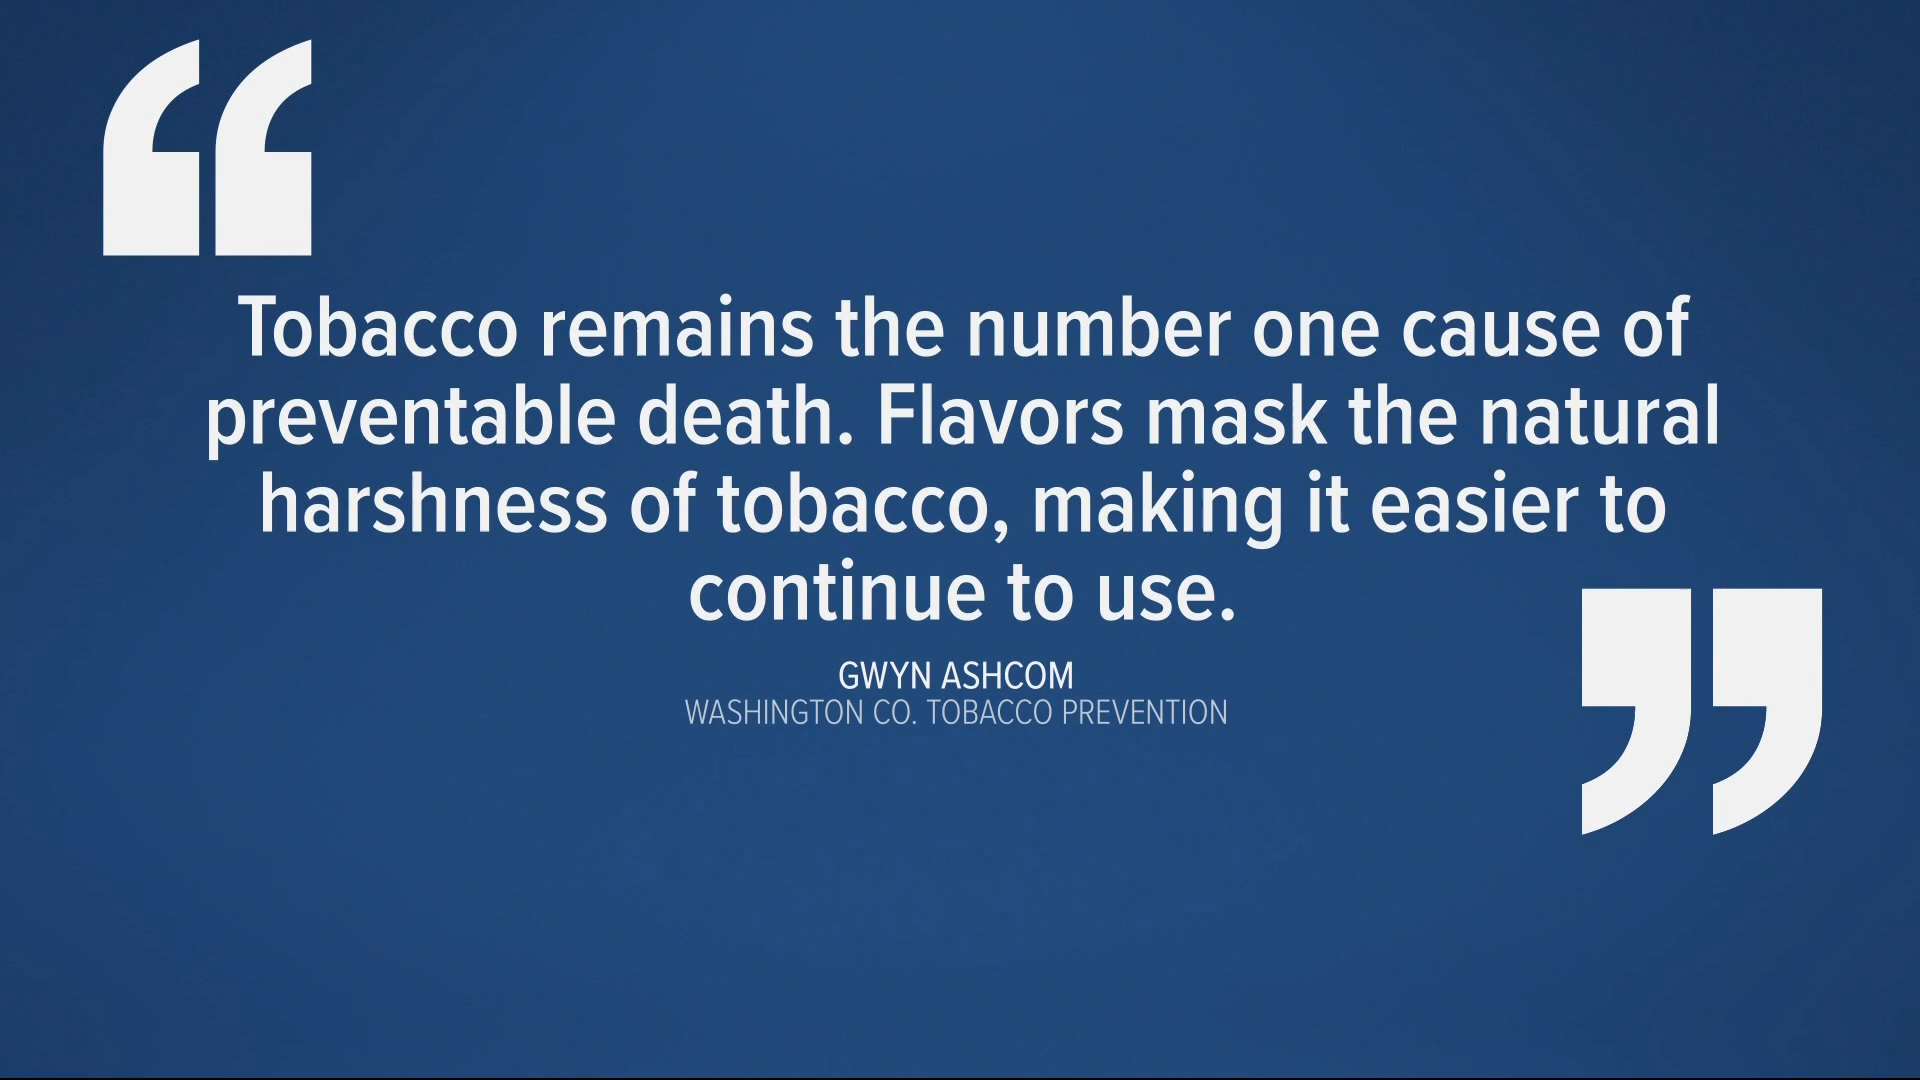 “
Tobacco remains the number one cause of
preventable death. Flavors mask the natural
harshness of tobacco, making it easier to
continue to use.
”
GWYN ASHCOM
WASHINGTON CO. TOBACCO PREVENTION